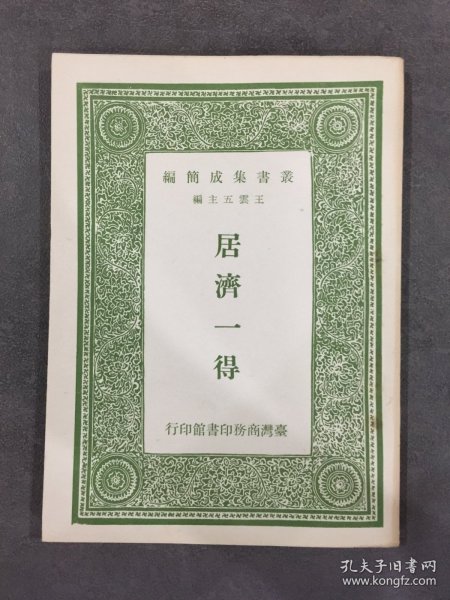 叢書集成簡編
王雲五主編
居濟一得
臺灣商務印書館印行
孔夫子旧书网
www.kongfz.com